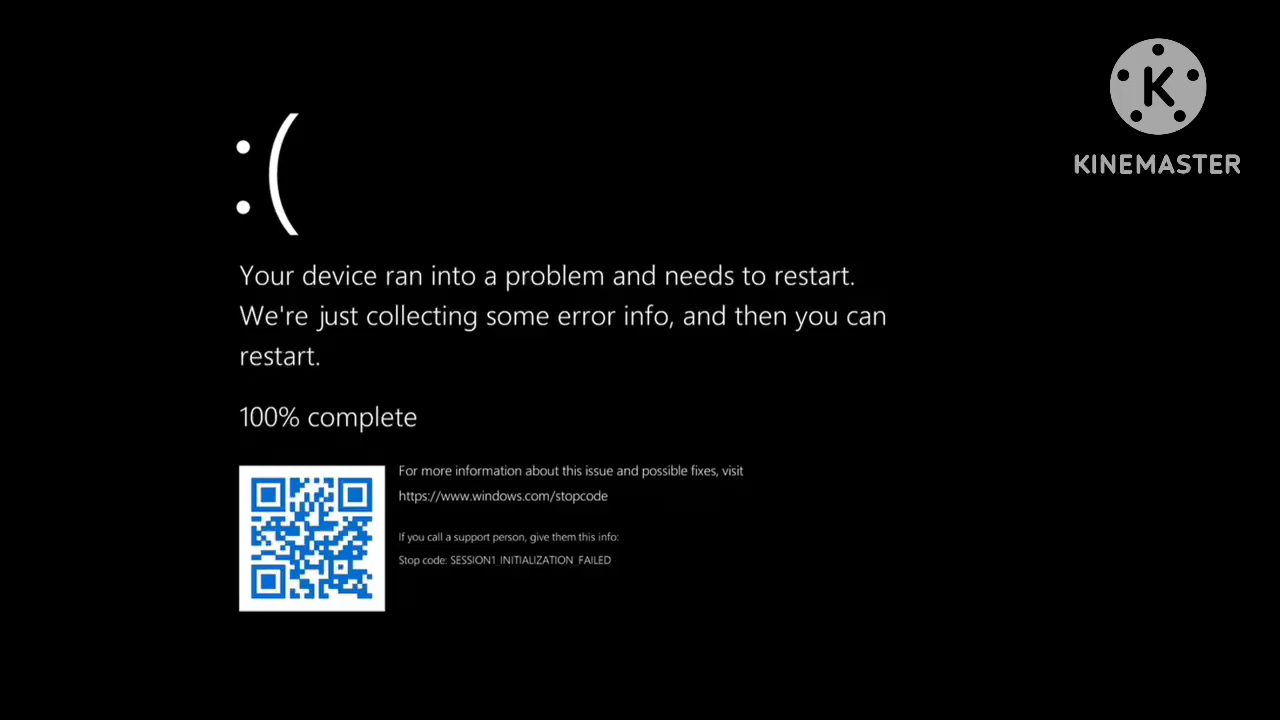 K
KINEMASTER
:(
Your device ran into a problem and needs to restart.
We're just collecting some error info, and then you can
restart.
100% complete
For more information about this issue and possible fixes, visit
https://www.windows.com/stopcode
If you call a support person, give them this info:
Stop code: SESSION1_INITIALIZATION_FAILED